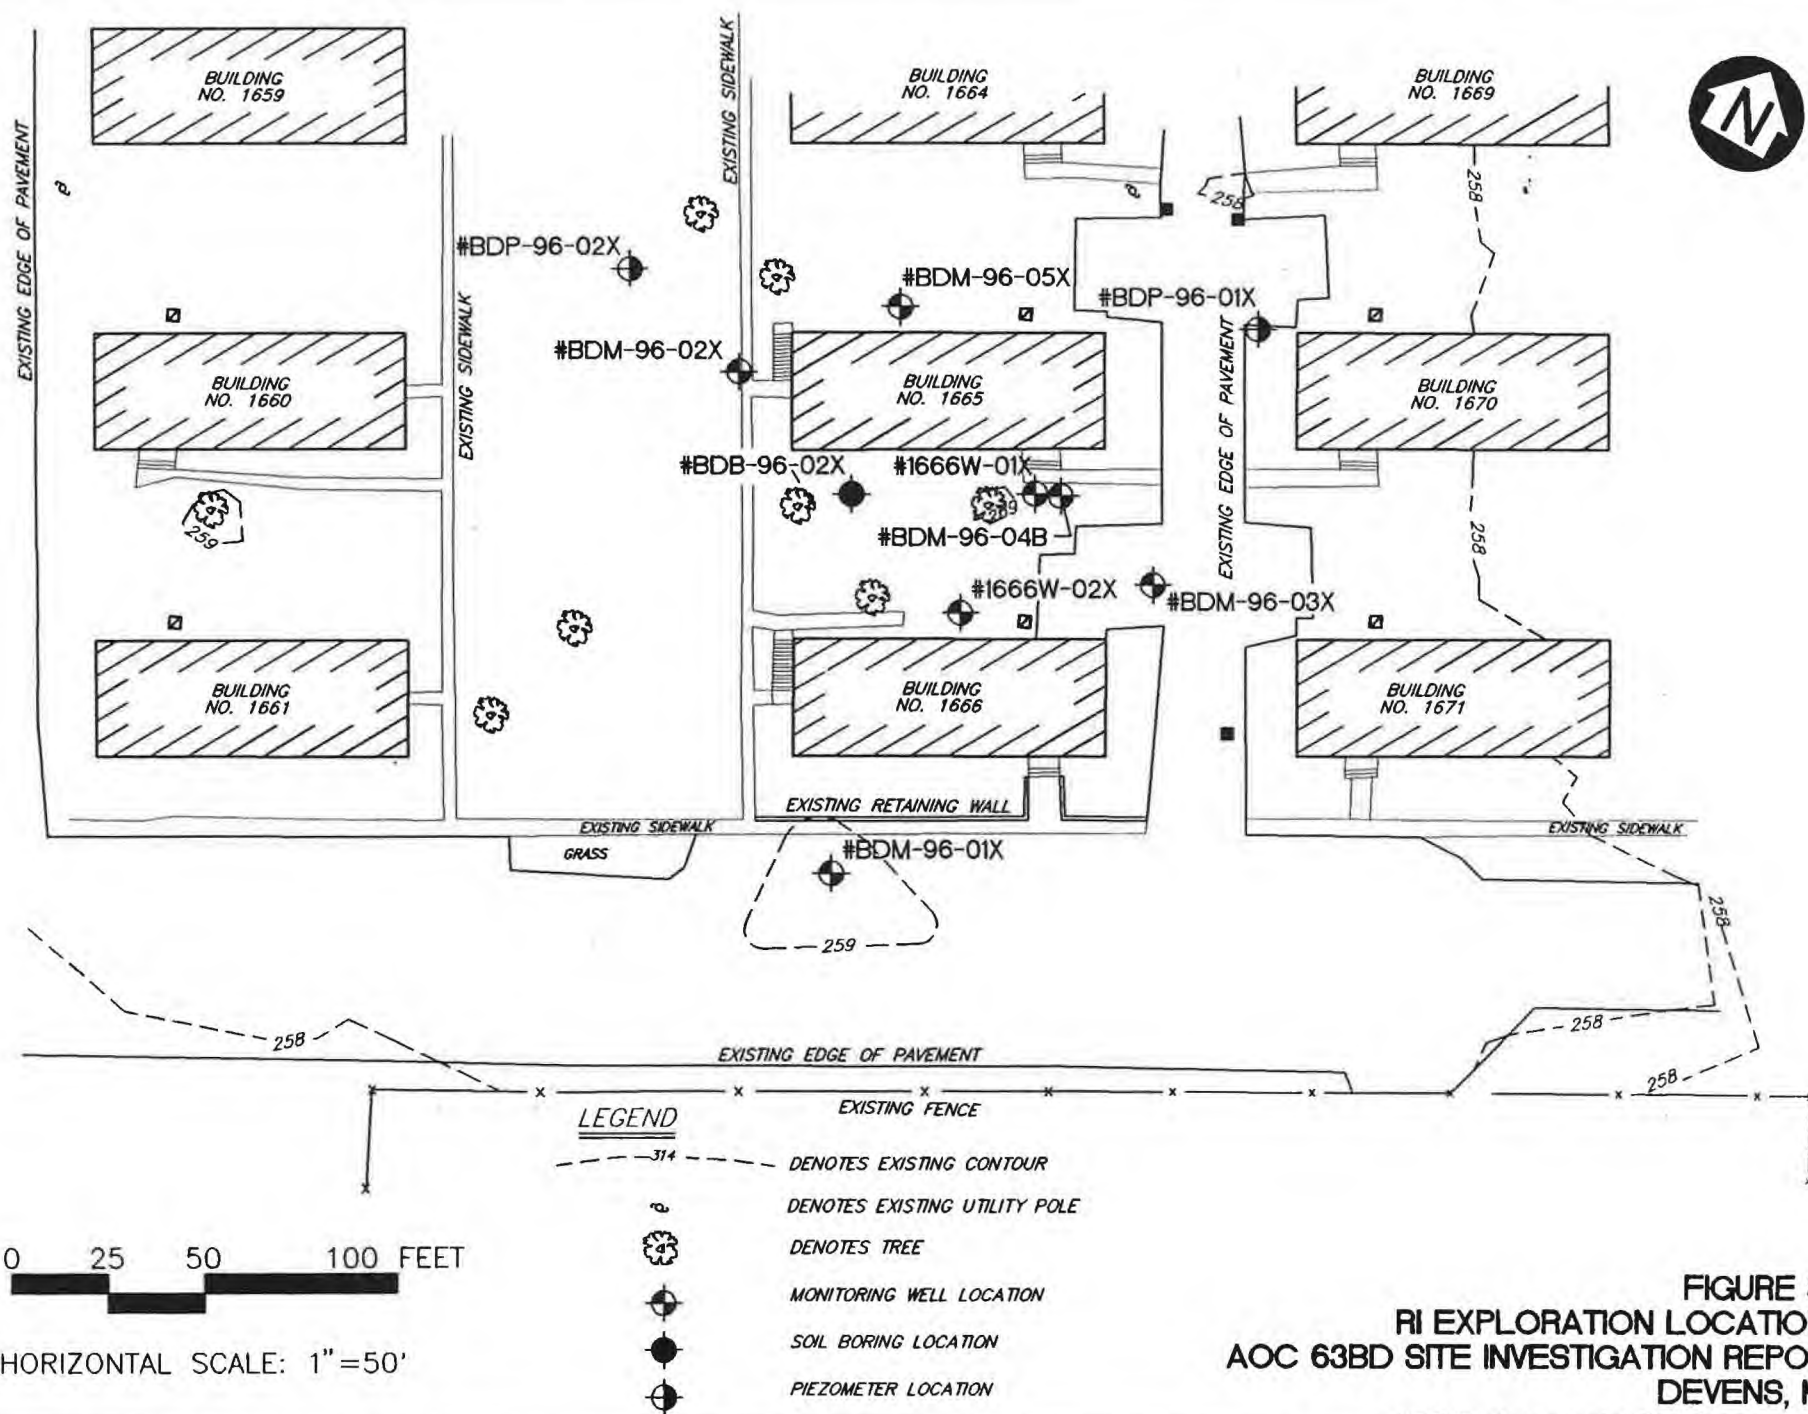 BUILDING
NO. 1659
EXISTING SIDEWALK
BUILDING
NO. 1664
BUILDING
NO. 1669
N
EXISTING EDGE OF PAVEMENT
258
258
#BDP-96-02X
#BDM-96-05X
#BDP-96-01X
EXISTING SIDEWALK
#BDM-96-02X
EXISTING EDGE OF PAVEMENT
BUILDING
NO. 1660
BUILDING
NO. 1665
BUILDING
NO. 1670
#BDB-96-02X
#1666W-01X
259
#BDM-96-04B
258
#1666W-02X
#BDM-96-03X
BUILDING
NO. 1661
BUILDING
NO. 1666
BUILDING
NO. 1671
EXISTING RETAINING WALL
EXISTING SIDEWALK
EXISTING SIDEWALK
GRASS
#BDM-96-01X
259
258
258
258
258
EXISTING EDGE OF PAVEMENT
EXISTING FENCE
LEGEND
314 DENOTES EXISTING CONTOUR
DENOTES EXISTING UTILITY POLE
DENOTES TREE
MONITORING WELL LOCATION
SOIL BORING LOCATION
PIEZOMETER LOCATION
0 25 50 100 FEET
HORIZONTAL SCALE: 1"=50'
FIGURE
RI EXPLORATION LOCATIO
AOC 63BD SITE INVESTIGATION REPO
DEVENS,